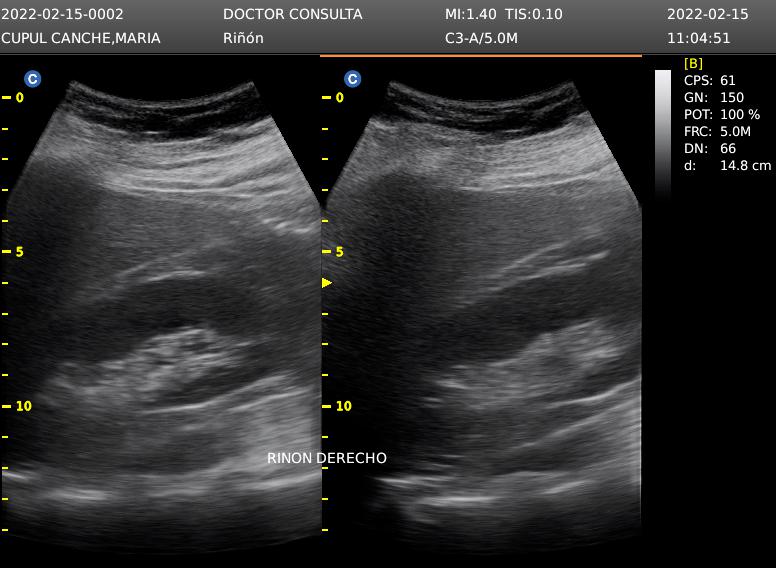 2022-02-15-0002 DOCTOR CONSULTA MI:1.40 TIS:0.10 2022-02-15
CUPUL CANCHE,MARIA Riñón C3-A/5.0M 11:04:51
C C [B]
0 0 CPS: 61
GN: 150
POT: 100 %
FRC: 5.0M
DN: 66
d: 14.8 cm
5 5
10 10
RINON DERECHO